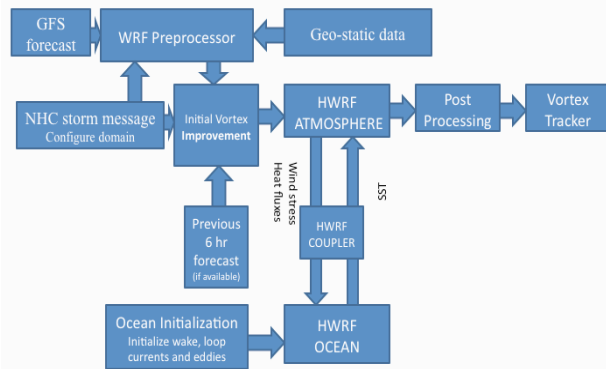 GFS
forecast
WRF Preprocessor
Geo-static data
NHC storm message
Configure domain
Initial Vortex
Improvement
HWRF
ATMOSPHERE
Post
Processing
Vortex
Tracker
Wind stress
Heat fluxes
SST
Previous
6 hr
forecast
(if available)
HWRF
COUPLER
Ocean Initialization
Initialize wake, loop
currents and eddies
HWRF
OCEAN